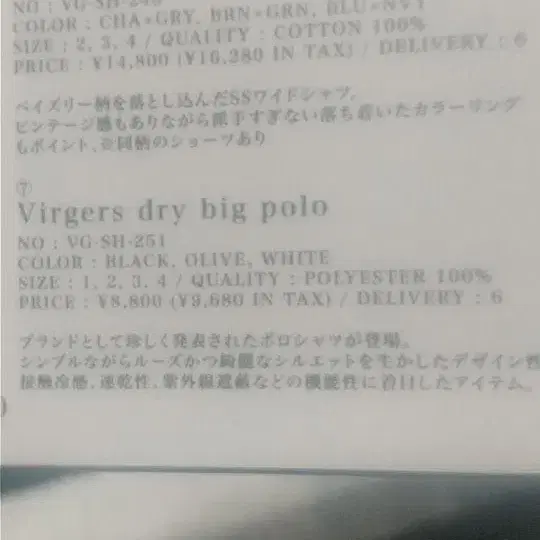 NO : VG-SH-246
COLOR : CHA×GRY, BRN×GRN, BLU×NVY
SIZE : 2, 3, 4 / QUALITY : COTTON 100%
PRICE : ¥14,800 (¥16,280 IN TAX) / DELIVERY : 6
ペイズリー柄を落とし込んだSSワイドシャツ。
ビンテージ感もありながら派手すぎない落ち着いたカラーリング
もポイント。※同柄のショーツあり
⑦
Virgers dry big polo
NO : VG-SH-251
COLOR : BLACK, OLIVE, WHITE
SIZE : 1, 2, 3, 4 / QUALITY : POLYESTER 100%
PRICE : ¥8,800 (¥9,680 IN TAX) / DELIVERY : 6
ブランドとして珍しく発表されたポロシャツが登場。
シンプルながらルーズかつ綺麗なシルエットを生かしたデザイン性
接触冷感、速乾性、紫外線遮蔽などの機能性に着目したアイテム。
)